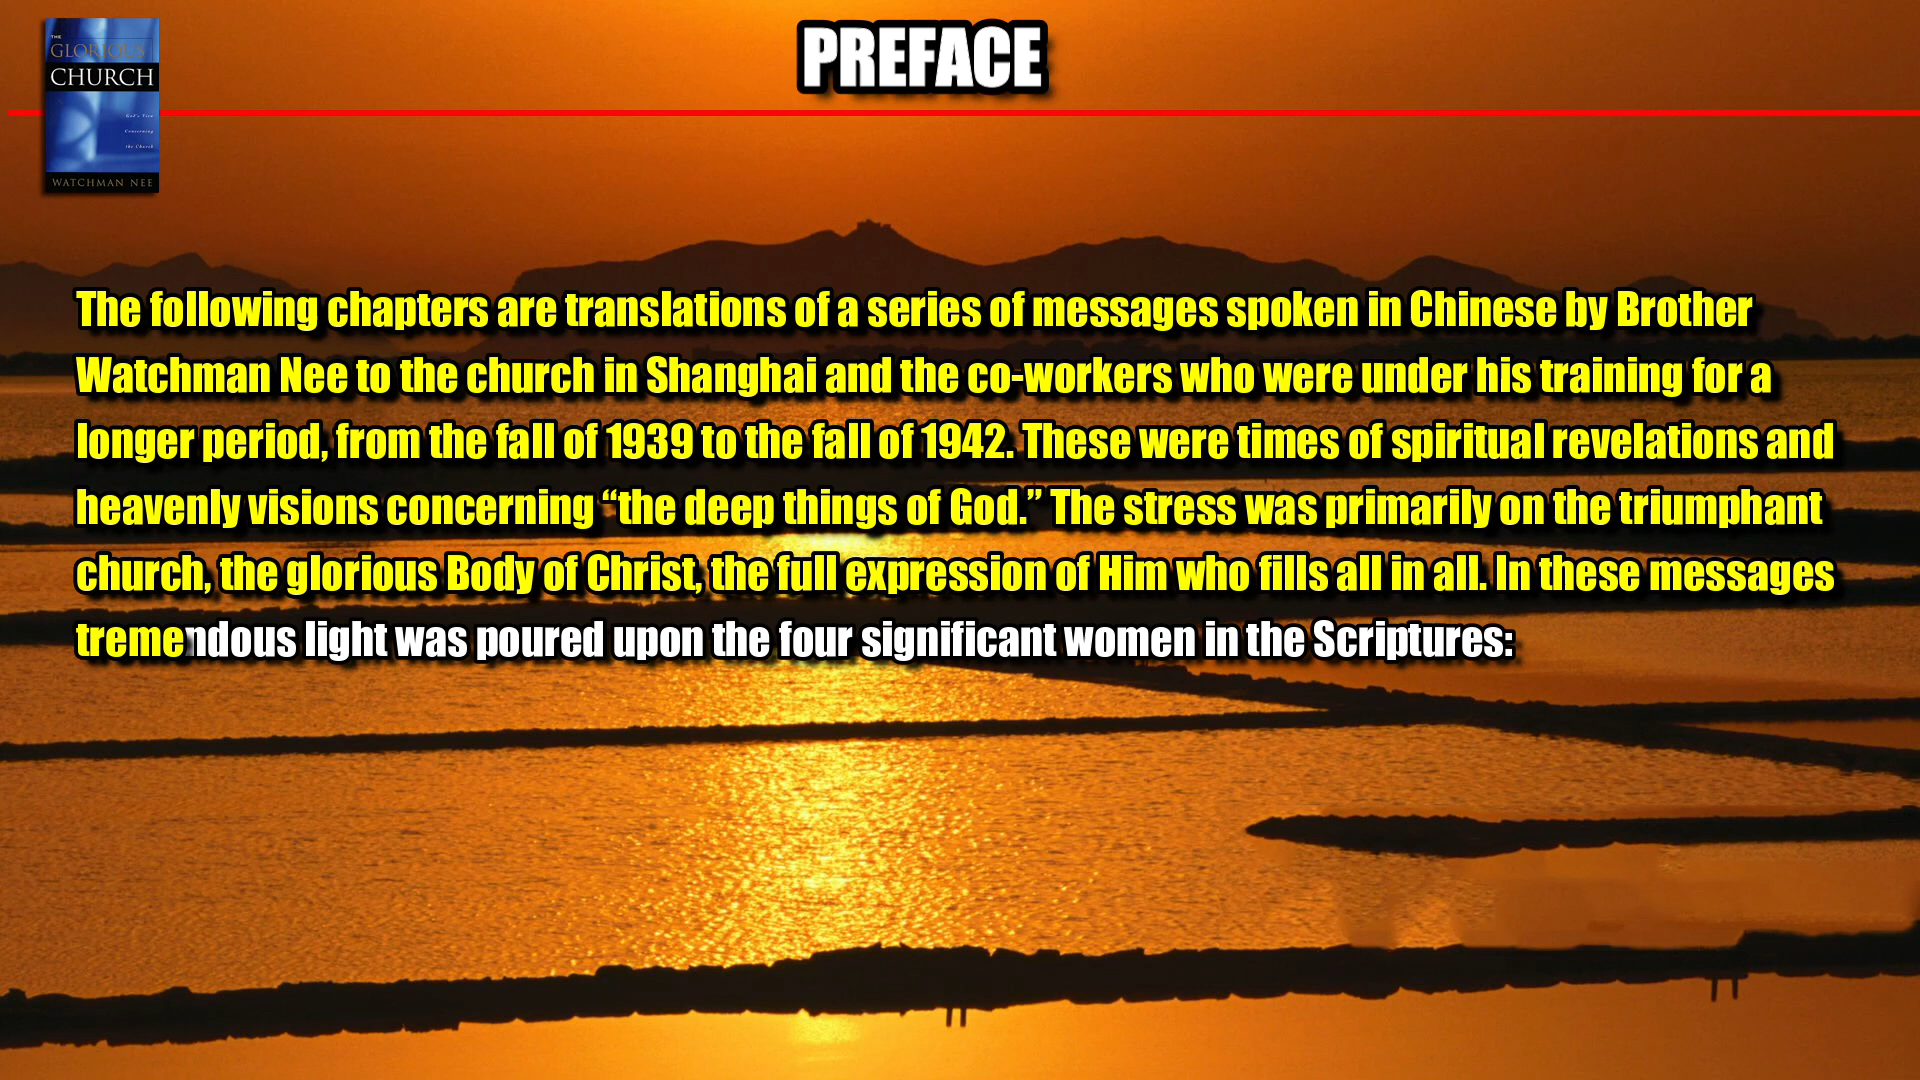 THE
GLORIOUS
CHURCH
God's View
Concerning
the Church
WATCHMAN NEE
PREFACE
The following chapters are translations of a series of messages spoken in Chinese by Brother
Watchman Nee to the church in Shanghai and the co-workers who were under his training for a
longer period, from the fall of 1939 to the fall of 1942. These were times of spiritual revelations and
heavenly visions concerning “the deep things of God.” The stress was primarily on the triumphant
church, the glorious Body of Christ, the full expression of Him who fills all in all. In these messages
tremendous light was poured upon the four significant women in the Scriptures: